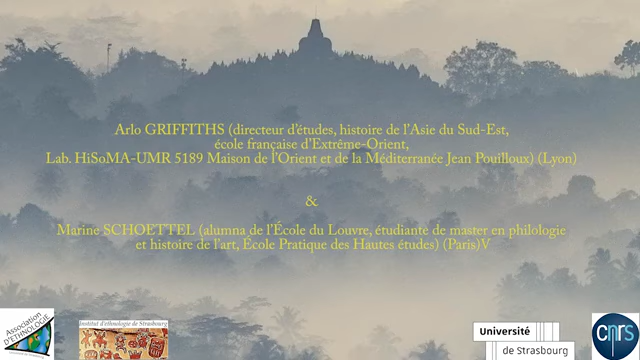 Arlo GRIFFITHS (directeur d'études, histoire de l'Asie du Sud-Est,
école française d'Extrême-Orient,
Lab. HiSoMA-UMR 5189 Maison de l'Orient et de la Méditerranée Jean Pouilloux) (Lyon)
&
Marine SCHOETTEL (alumna de l'École du Louvre, étudiante de master en philologie
et histoire de l'art, École Pratique des Hautes études) (Paris)V
Association
D'ETHNOLOGIE
Institut d'ethnologie de Strasbourg
Université
de Strasbourg
cnrs